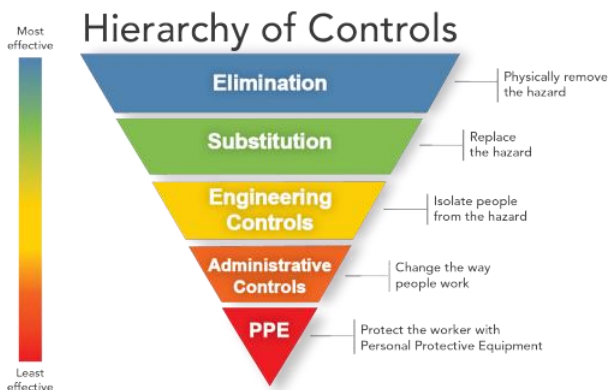 Hierarchy of Controls
Most
effective
Elimination
Physically remove
the hazard
Substitution
Replace
the hazard
Engineering
Controls
Isolate people
from the hazard
Administrative
Controls
Change the way
people work
PPE
Protect the worker with
Personal Protective Equipment
Least
effective